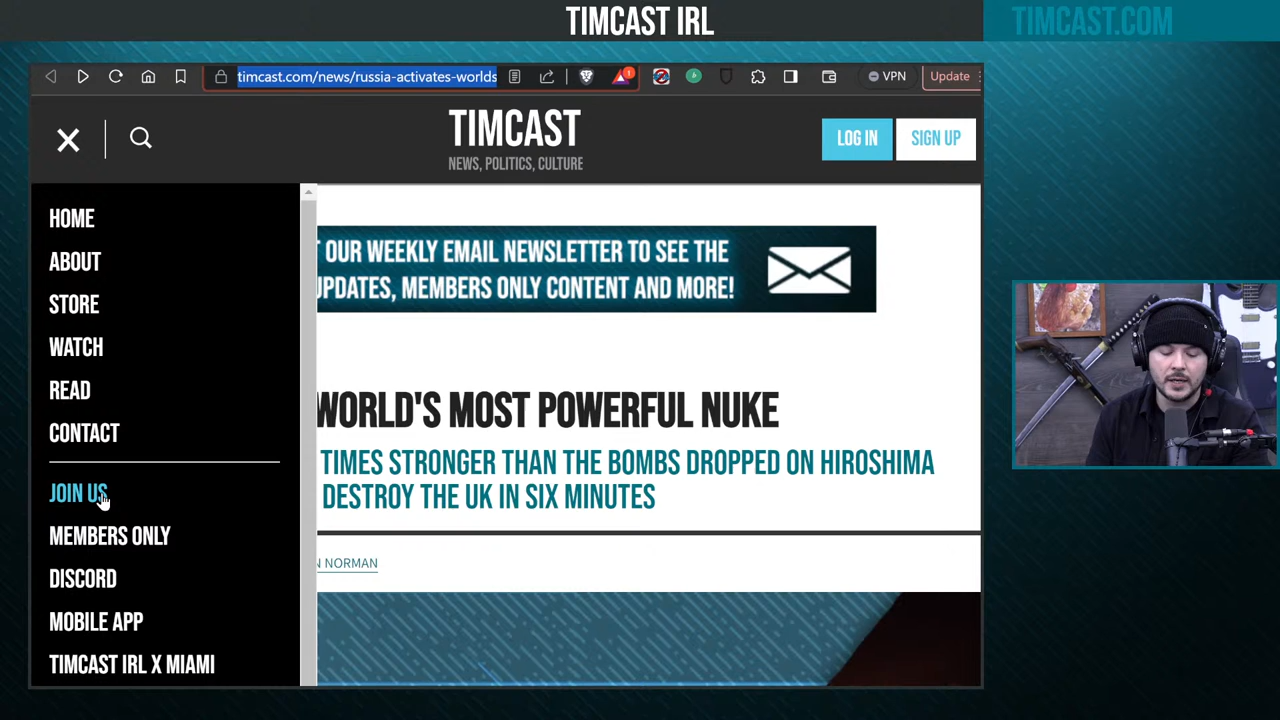 TIMCAST IRL
TIMCAST.COM
timcast.com/news/russia-activates-worlds
1
VPN
Update
TIMCAST
NEWS, POLITICS, CULTURE
LOG IN
SIGN UP
HOME
ABOUT
STORE
WATCH
READ
CONTACT
JOIN US
MEMBERS ONLY
DISCORD
MOBILE APP
TIMCAST IRL X MIAMI
OUR WEEKLY EMAIL NEWSLETTER TO SEE THE
UPDATES, MEMBERS ONLY CONTENT AND MORE!
WORLD'S MOST POWERFUL NUKE
TIMES STRONGER THAN THE BOMBS DROPPED ON HIROSHIMA
DESTROY THE UK IN SIX MINUTES
NORMAN